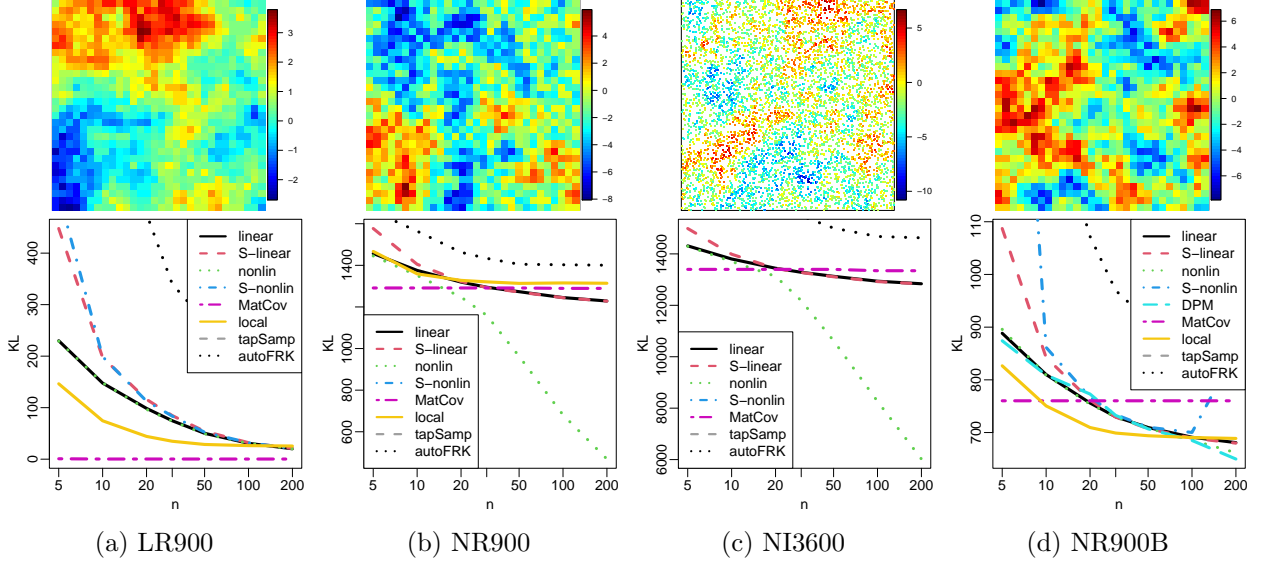 3
2
1
0
−1
−2
4
2
0
−2
−4
−6
−8
5
0
−5
−10
6
4
2
0
−2
−4
−6
KL
0
100
200
300
400
5
10
20
50
100
200
n
linear
S−linear
nonlin
S−nonlin
MatCov
local
tapSamp
autoFRK
KL
600
800
1000
1400
5
10
20
50
100
200
n
linear
S−linear
nonlin
S−nonlin
MatCov
local
tapSamp
autoFRK
KL
6000
8000
10000
12000
14000
5
10
20
50
100
200
n
linear
S−linear
nonlin
S−nonlin
MatCov
tapSamp
autoFRK
KL
700
800
900
1000
1100
5
10
20
50
100
200
n
linear
S−linear
nonlin
S−nonlin
DPM
MatCov
local
tapSamp
autoFRK
(a) LR900
(b) NR900
(c) NI3600
(d) NR900B